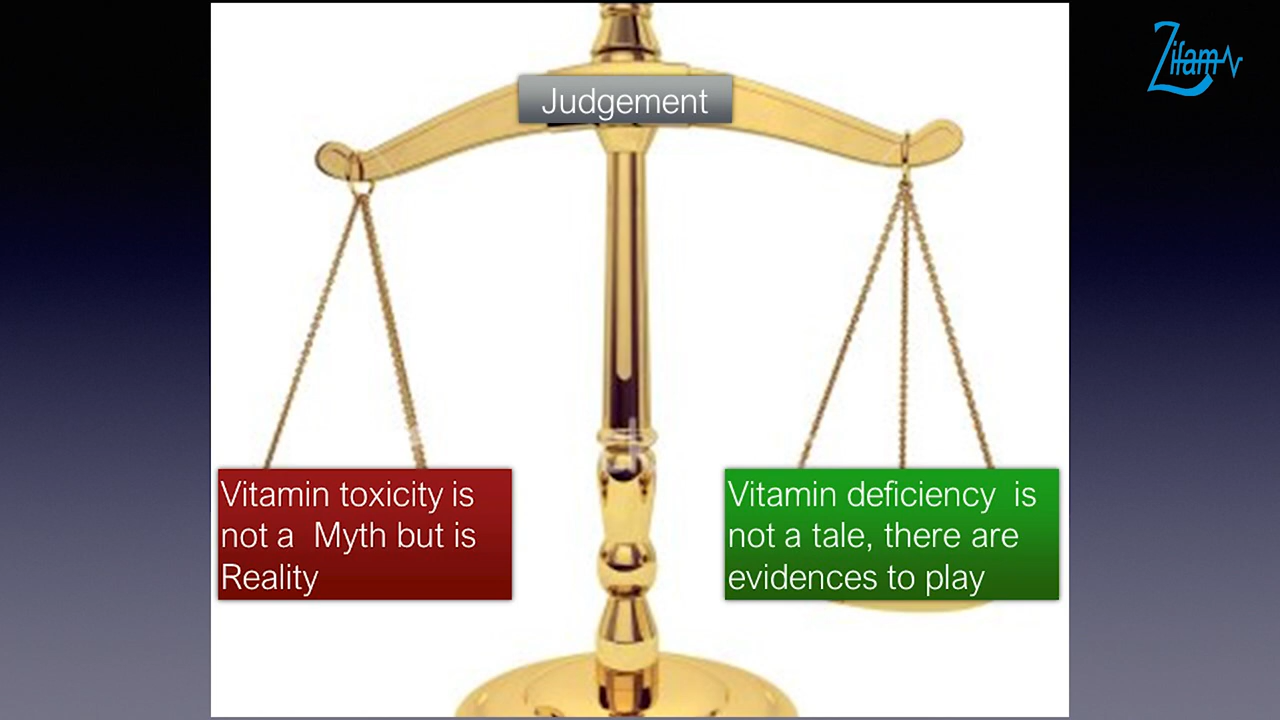 Zifam
Judgement
Vitamin toxicity is
not a Myth but is
Reality
Vitamin deficiency is
not a tale, there are
evidences to play